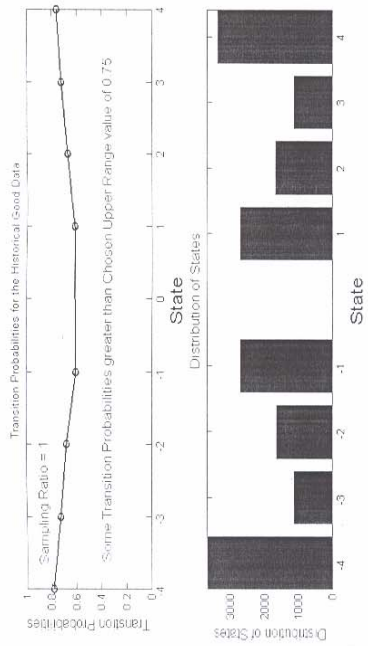 Transition Probabilities for the Historical Good Data
Transition Probabilities
1
0.8
0.6
0.4
0.2
0
Sampling Ratio = 1
Some Transition Probabilities greater than Chosen Upper Range value of 0.75
-4 -3 -2 -1 0 1 2 3 4
State
Distribution of States
Distribution of States
3000
2000
1000
0
-4 -3 -2 -1 1 2 3 4
State